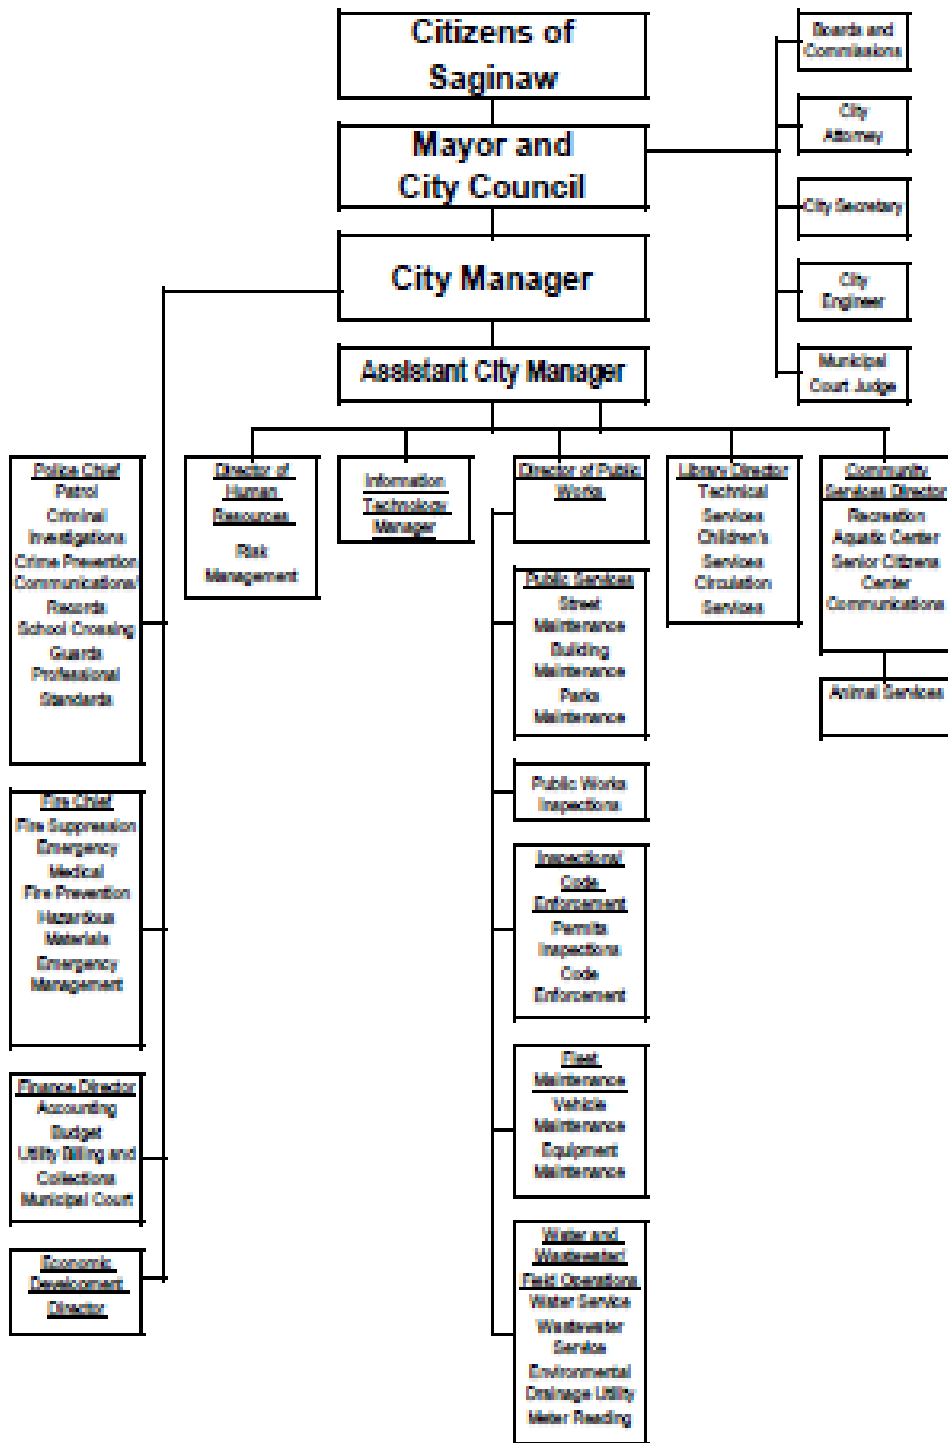 Citizens of
Saginaw
Boards and
Commissions
Mayor and
City Council
City
Attorney
City Secretary
City Manager
City
Engineer
Assistant City Manager
Municipal
Court Judge
Police Chief
Patrol
Criminal
Investigations
Crime Prevention
Communications/
Records
School Crossing
Guards
Professional
Standards
Director of
Human
Resources
Risk
Management
Information
Technology
Manager
Director of Public
Works
Library Director
Technical
Services
Children's
Services
Circulation
Services
Community
Services Director
Recreation
Aquatic Center
Senior Citizens
Center
Communications
Animal Services
Public Services
Street
Maintenance
Building
Maintenance
Parks
Maintenance
Public Works
Inspections
Inspections/
Code
Enforcement
Permits
Inspections
Code
Enforcement
Fleet
Maintenance
Vehicle
Maintenance
Equipment
Maintenance
Water and
Wastewater/
Field Operations
Water Service
Wastewater
Service
Environmental
Drainage Utility
Meter Reading
Fire Chief
Fire Suppression
Emergency
Medical
Fire Prevention
Hazardous
Materials
Emergency
Management
Finance Director
Accounting
Budget
Utility Billing and
Collections
Municipal Court
Economic
Development
Director